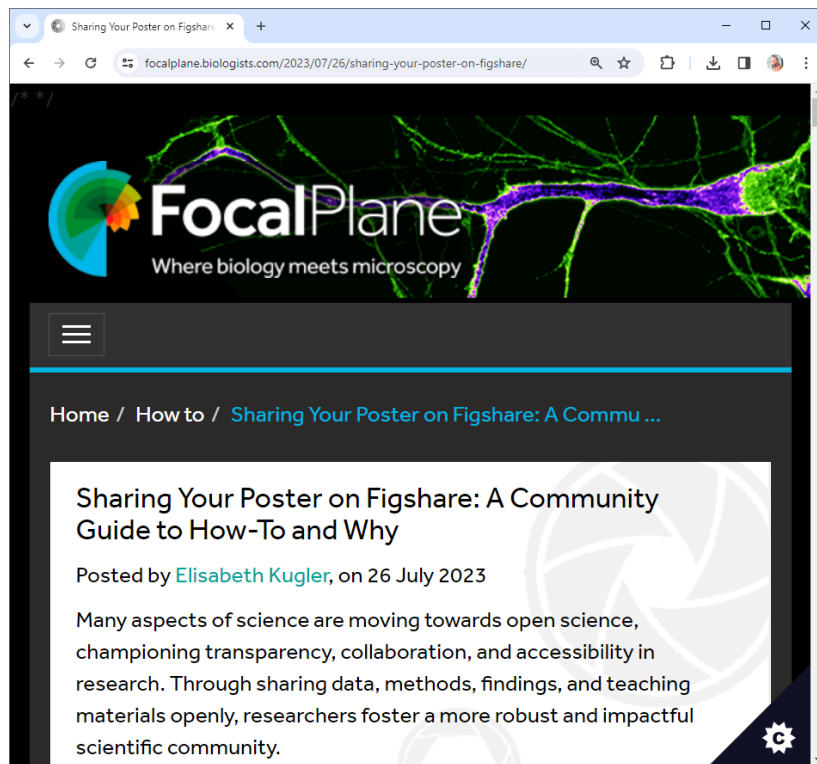 Sharing Your Poster on Figshare
focalplane.biologists.com/2023/07/26/sharing-your-poster-on-figshare/
/* */
FocalPlane
Where biology meets microscopy
Home / How to / Sharing Your Poster on Figshare: A Commu ...
Sharing Your Poster on Figshare: A Community
Guide to How-To and Why
Posted by Elisabeth Kugler, on 26 July 2023
Many aspects of science are moving towards open science,
championing transparency, collaboration, and accessibility in
research. Through sharing data, methods, findings, and teaching
materials openly, researchers foster a more robust and impactful
scientific community.
C